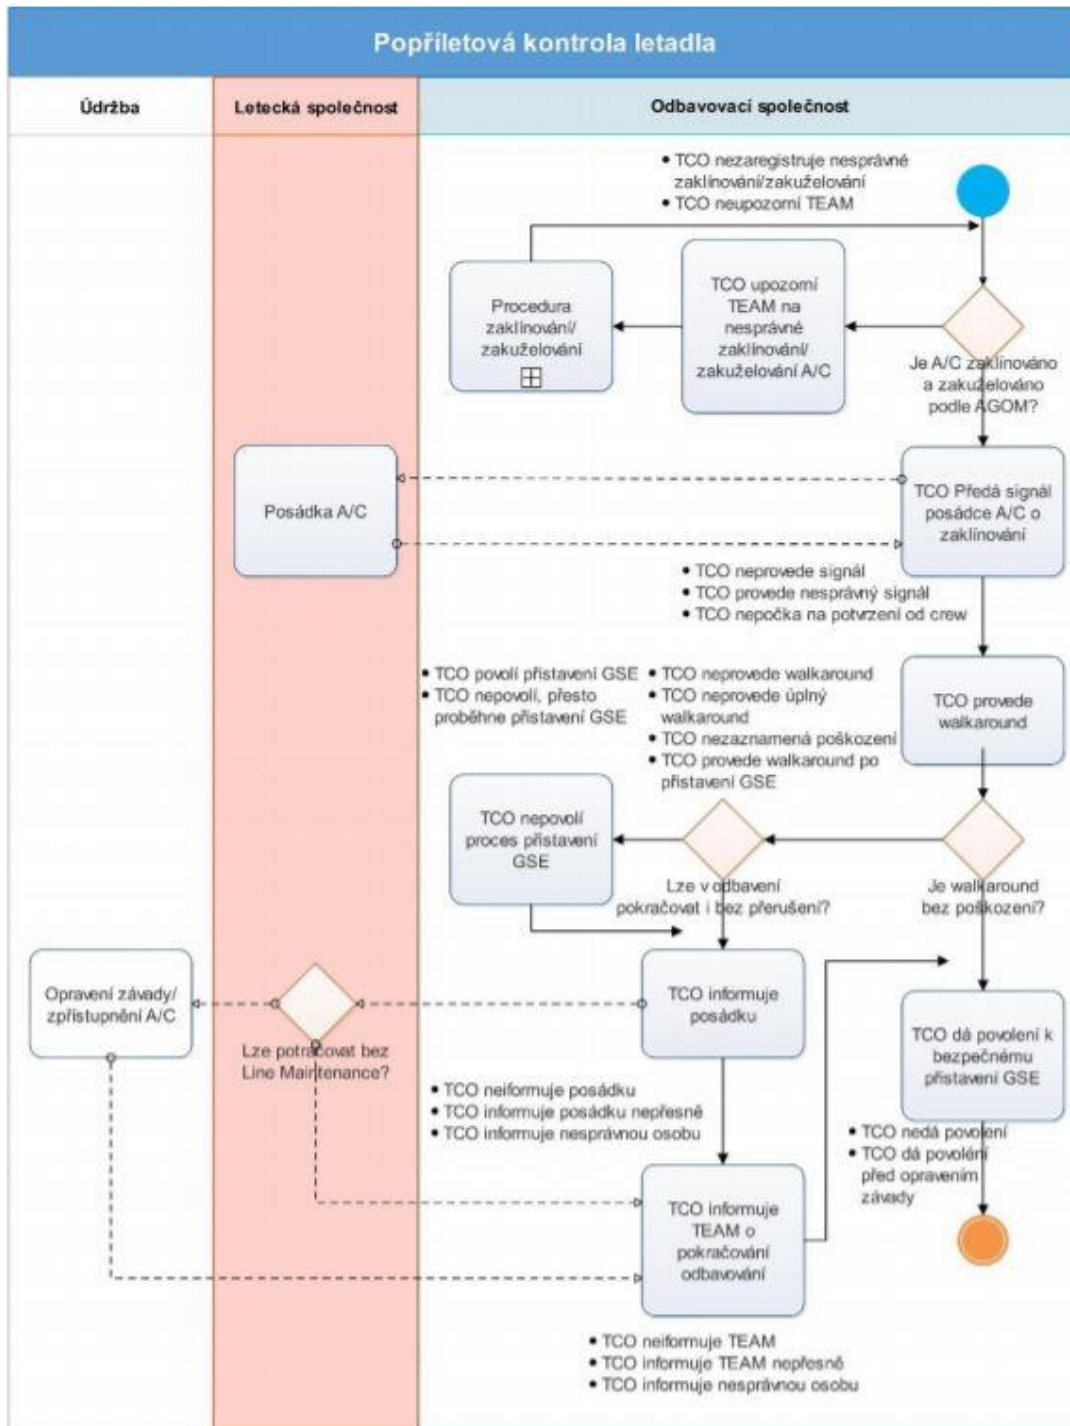 Popříletová kontrola letadla
Údržba
Letecká společnost
Odbavovací společnost
• TCO nezaregistruje nesprávné
zaklínování/zakuželování
• TCO neupozorní TEAM
Procedura
zaklínování/
zakuželování
TCO upozorní
TEAM na
nesprávné
zaklínování/
zakuželování A/C
Je A/C zaklínováno
a zakuželováno
podle AGOM?
Posádka A/C
TCO Předá signál
posádce A/C o
zaklínování
• TCO neprovede signál
• TCO provede nesprávný signál
• TCO nepočka na potvrzení od crew
• TCO povolí přistavení GSE
• TCO nepovolí, přesto
proběhne přistavení GSE
• TCO neprovede walkaround
• TCO neprovede úplný
walkaround
• TCO nezaznamená poškození
• TCO provede walkaround po
přistavení GSE
TCO provede
walkaround
TCO nepovolí
proces přistavení
GSE
Lze v odbavení
pokračovat i bez přerušení?
Je walkaround
bez poškození?
Opravení závady/
zpřístupnění A/C
Lze potračovat bez
Line Maintenance?
TCO informuje
posádku
TCO dá povolení k
bezpečnému
přistavení GSE
• TCO neiformuje posádku
• TCO informuje posádku nepřesně
• TCO informuje nesprávnou osobu
• TCO nedá povolení
• TCO dá povoléní
před opravením
závady
TCO informuje
TEAM o
pokračování
odbavování
• TCO neiformuje TEAM
• TCO informuje TEAM nepřesně
• TCO informuje nesprávnou osobu